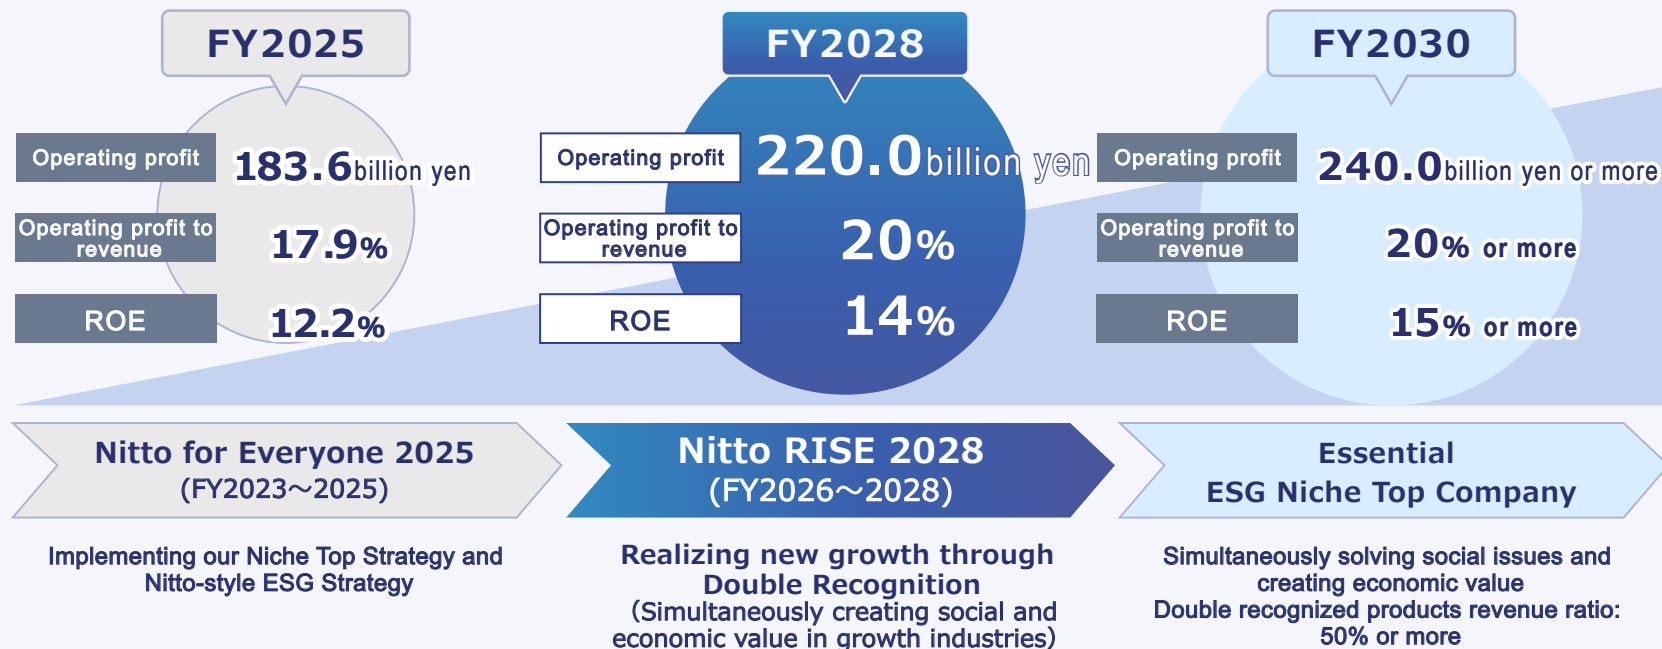 FY2025
Operating profit
183.6billion yen
Operating profit to
revenue
17.9%
ROE
12.2%
Nitto for Everyone 2025
(FY2023～2025)
Implementing our Niche Top Strategy and
Nitto-style ESG Strategy
FY2028
Operating profit
220.0billion yen
Operating profit to
revenue
20%
ROE
14%
Nitto RISE 2028
(FY2026～2028)
Realizing new growth through
Double Recognition
（Simultaneously creating social and
economic value in growth industries）
FY2030
Operating profit
240.0billion yen or more
Operating profit to
revenue
20% or more
ROE
15% or more
Essential
ESG Niche Top Company
Simultaneously solving social issues and
creating economic value
Double recognized products revenue ratio:
50% or more